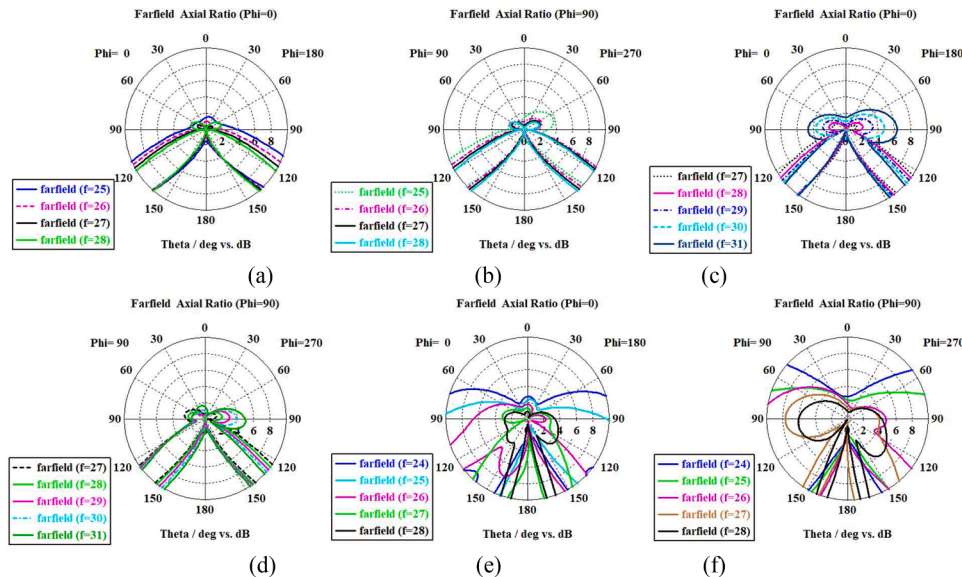 Farfield Axial Ratio (Phi=0)
Phi= 0
0
30
30
Phi=180
60
60
90
2
8
90
120
120
150
150
180
farfield (f=25)
farfield (f=26)
farfield (f=27)
farfield (f=28)
Theta / deg vs. dB
(a)
Farfield Axial Ratio (Phi=90)
Phi= 90
0
30
30
Phi=270
60
60
90
0 2 4 6 8
90
120
120
150
150
180
farfield (f=25)
farfield (f=26)
farfield (f=27)
farfield (f=28)
Theta / deg vs. dB
(b)
Farfield Axial Ratio (Phi=0)
Phi= 0
0
30
30
Phi=180
60
60
90
2 4 6 8
90
120
120
150
150
180
farfield (f=27)
farfield (f=28)
farfield (f=29)
farfield (f=30)
farfield (f=31)
Theta / deg vs. dB
(c)
Farfield Axial Ratio (Phi=90)
Phi= 90
0
30
30
Phi=270
60
60
90
2 4 6 8
90
120
120
150
150
180
farfield (f=27)
farfield (f=28)
farfield (f=29)
farfield (f=30)
farfield (f=31)
Theta / deg vs. dB
(d)
Farfield Axial Ratio (Phi=0)
Phi= 0
0
30
30
Phi=180
60
60
90
2 4 6 8
90
120
120
150
150
180
farfield (f=24)
farfield (f=25)
farfield (f=26)
farfield (f=27)
farfield (f=28)
Theta / deg vs. dB
(e)
Farfield Axial Ratio (Phi=90)
Phi= 90
0
30
30
Phi=270
60
60
90
2 4 6 8
90
120
120
150
150
180
farfield (f=24)
farfield (f=25)
farfield (f=26)
farfield (f=27)
farfield (f=28)
Theta / deg vs. dB
(f)